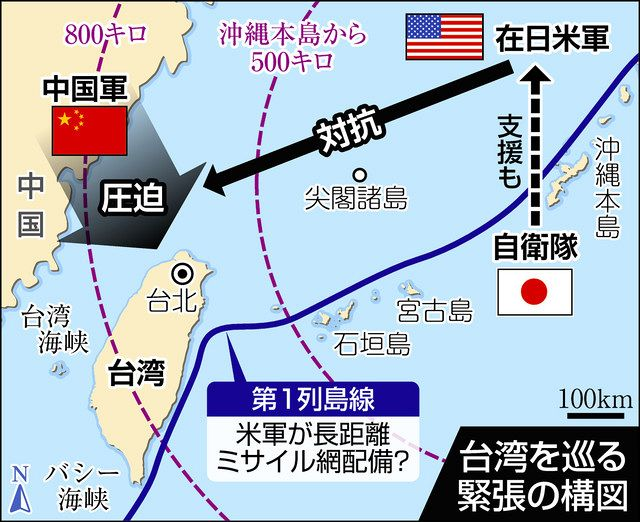 800キロ
沖縄本島から
500キロ
在日米軍
中国軍
対抗
支援も
圧迫
中国
尖閣諸島
沖縄本島
自衛隊
台北
台湾
海峡
宮古島
石垣島
台湾
第1列島線
米軍が長距離
ミサイル網配備?
100km
N
バシー
海峡
台湾を巡る
緊張の構図